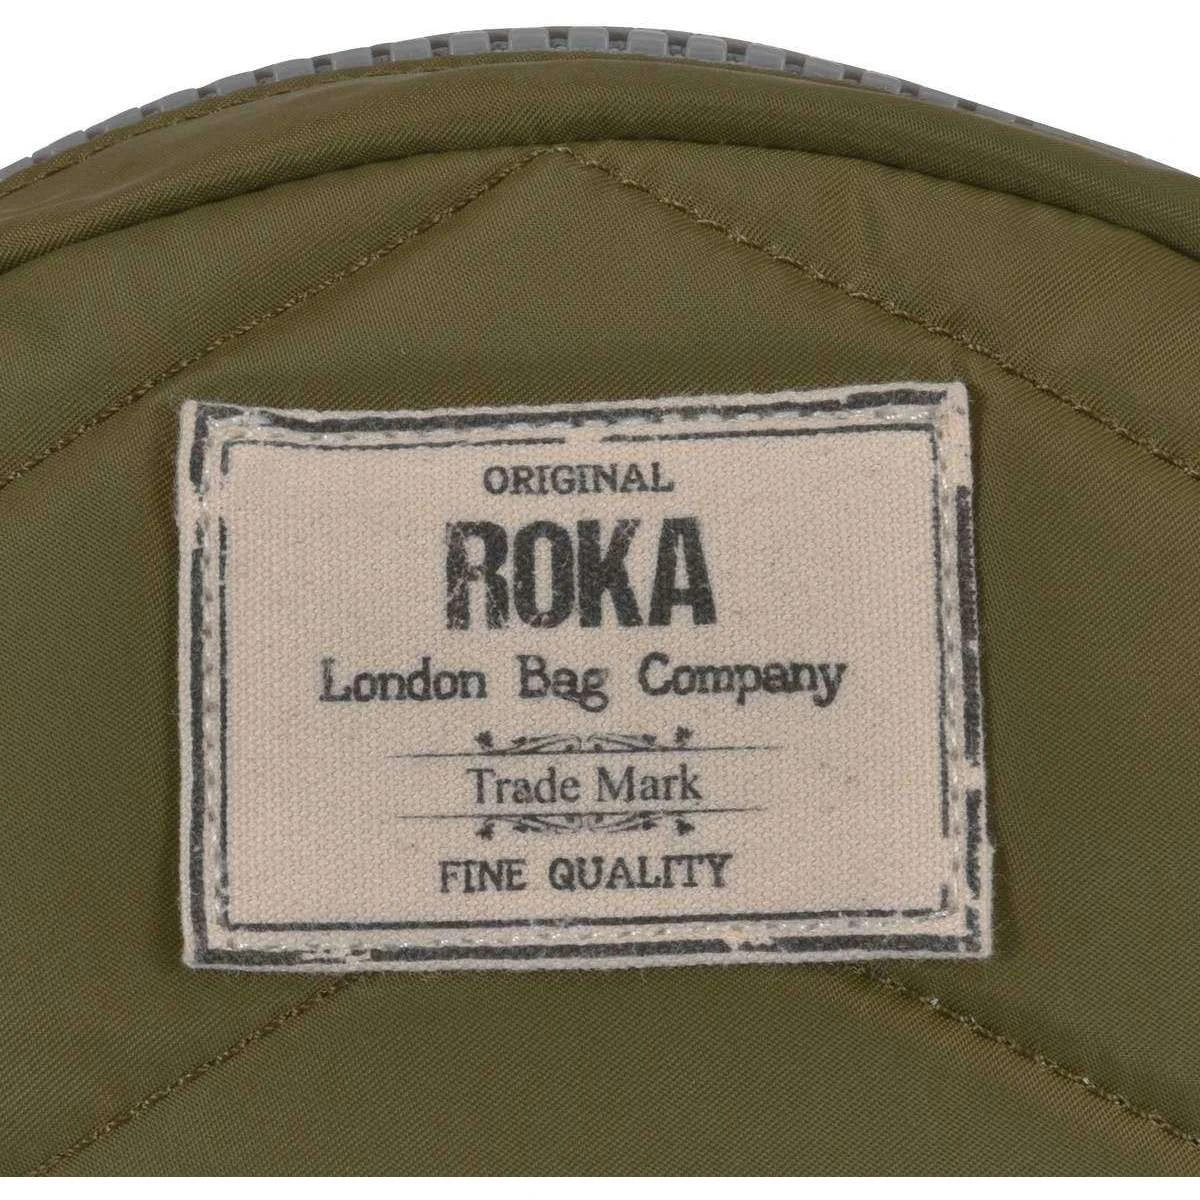 ORIGINAL
ROKA
London Bag Company
Trade Mark
FINE QUALITY